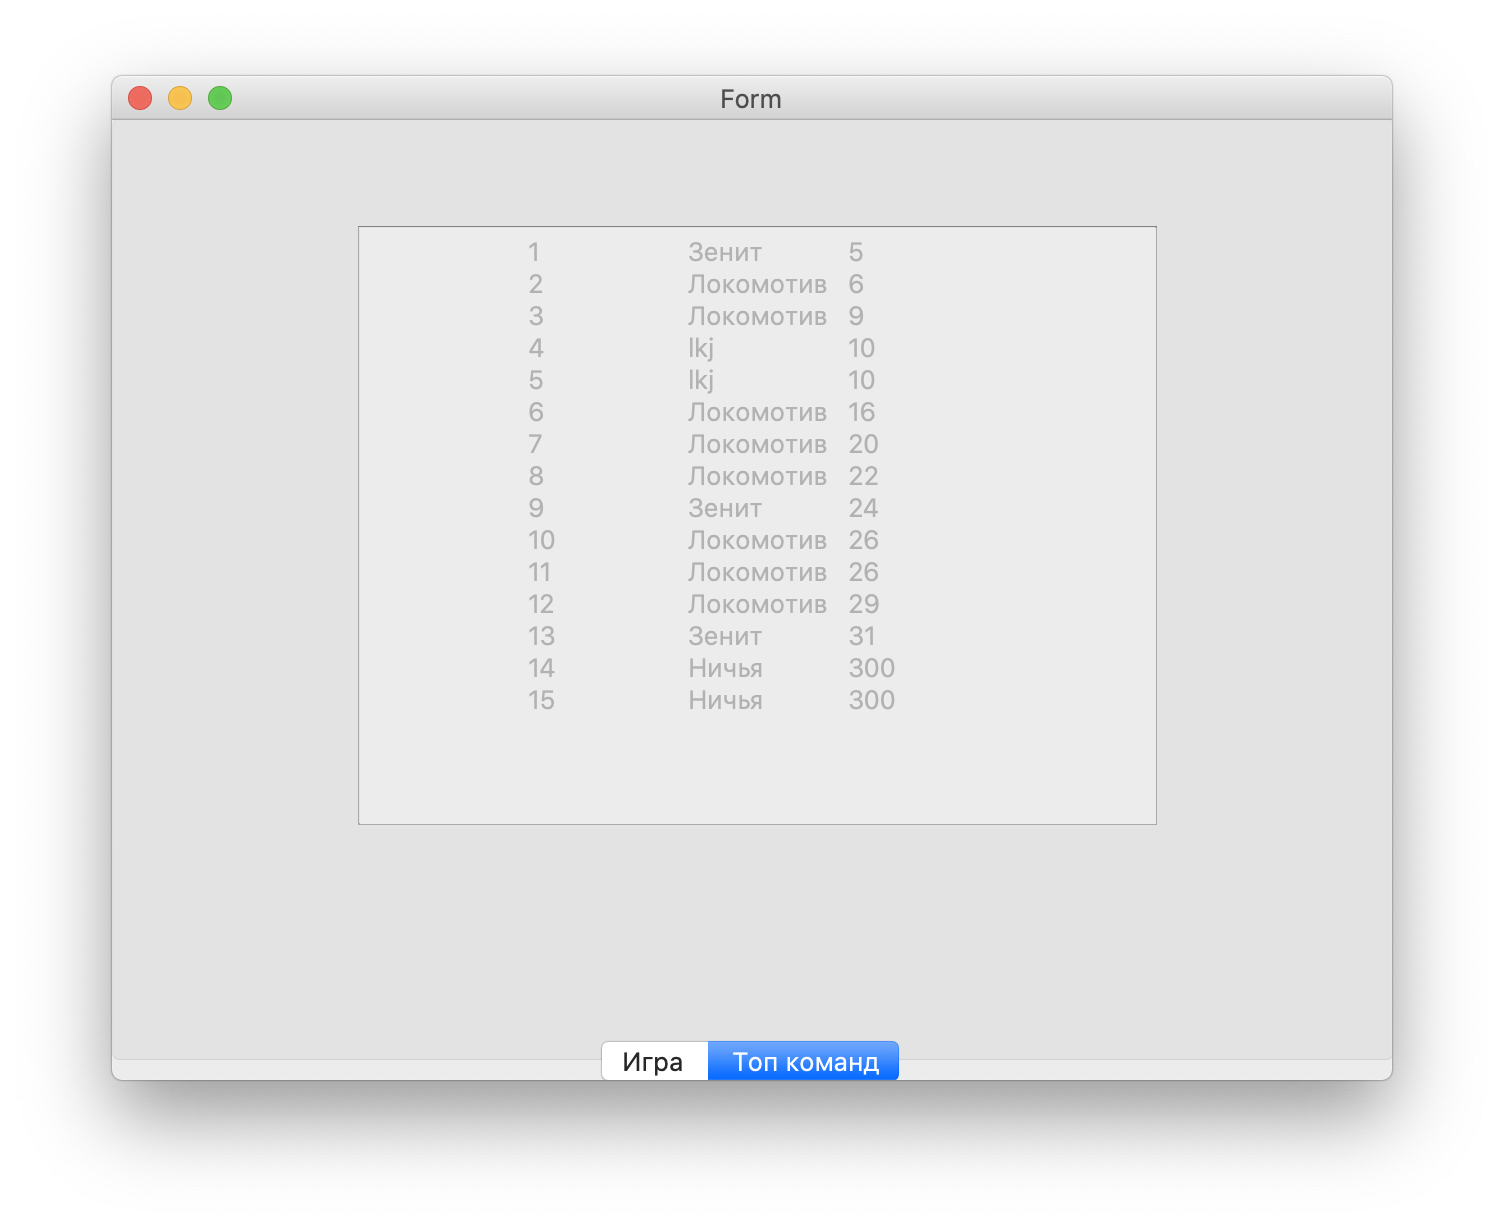 Form
1 Зенит 5
2 Локомотив 6
3 Локомотив 9
4 lkj 10
5 lkj 10
6 Локомотив 16
7 Локомотив 20
8 Локомотив 22
9 Зенит 24
10 Локомотив 26
11 Локомотив 26
12 Локомотив 29
13 Зенит 31
14 Ничья 300
15 Ничья 300
Игра Топ команд